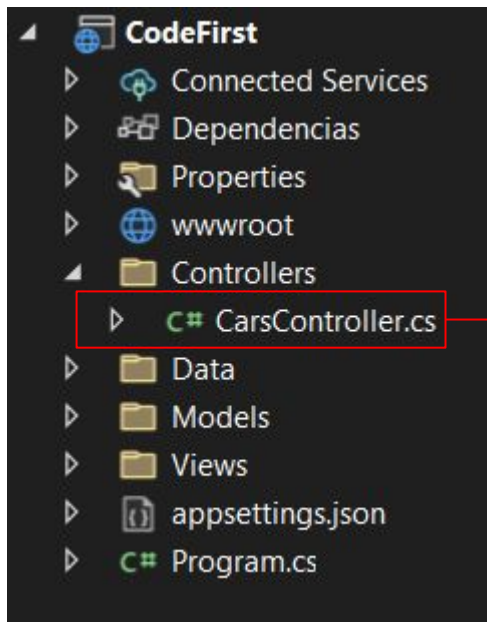 CodeFirst
Connected Services
Dependencias
Properties
wwwroot
Controllers
C# CarsController.cs
Data
Models
Views
appsettings.json
C# Program.cs